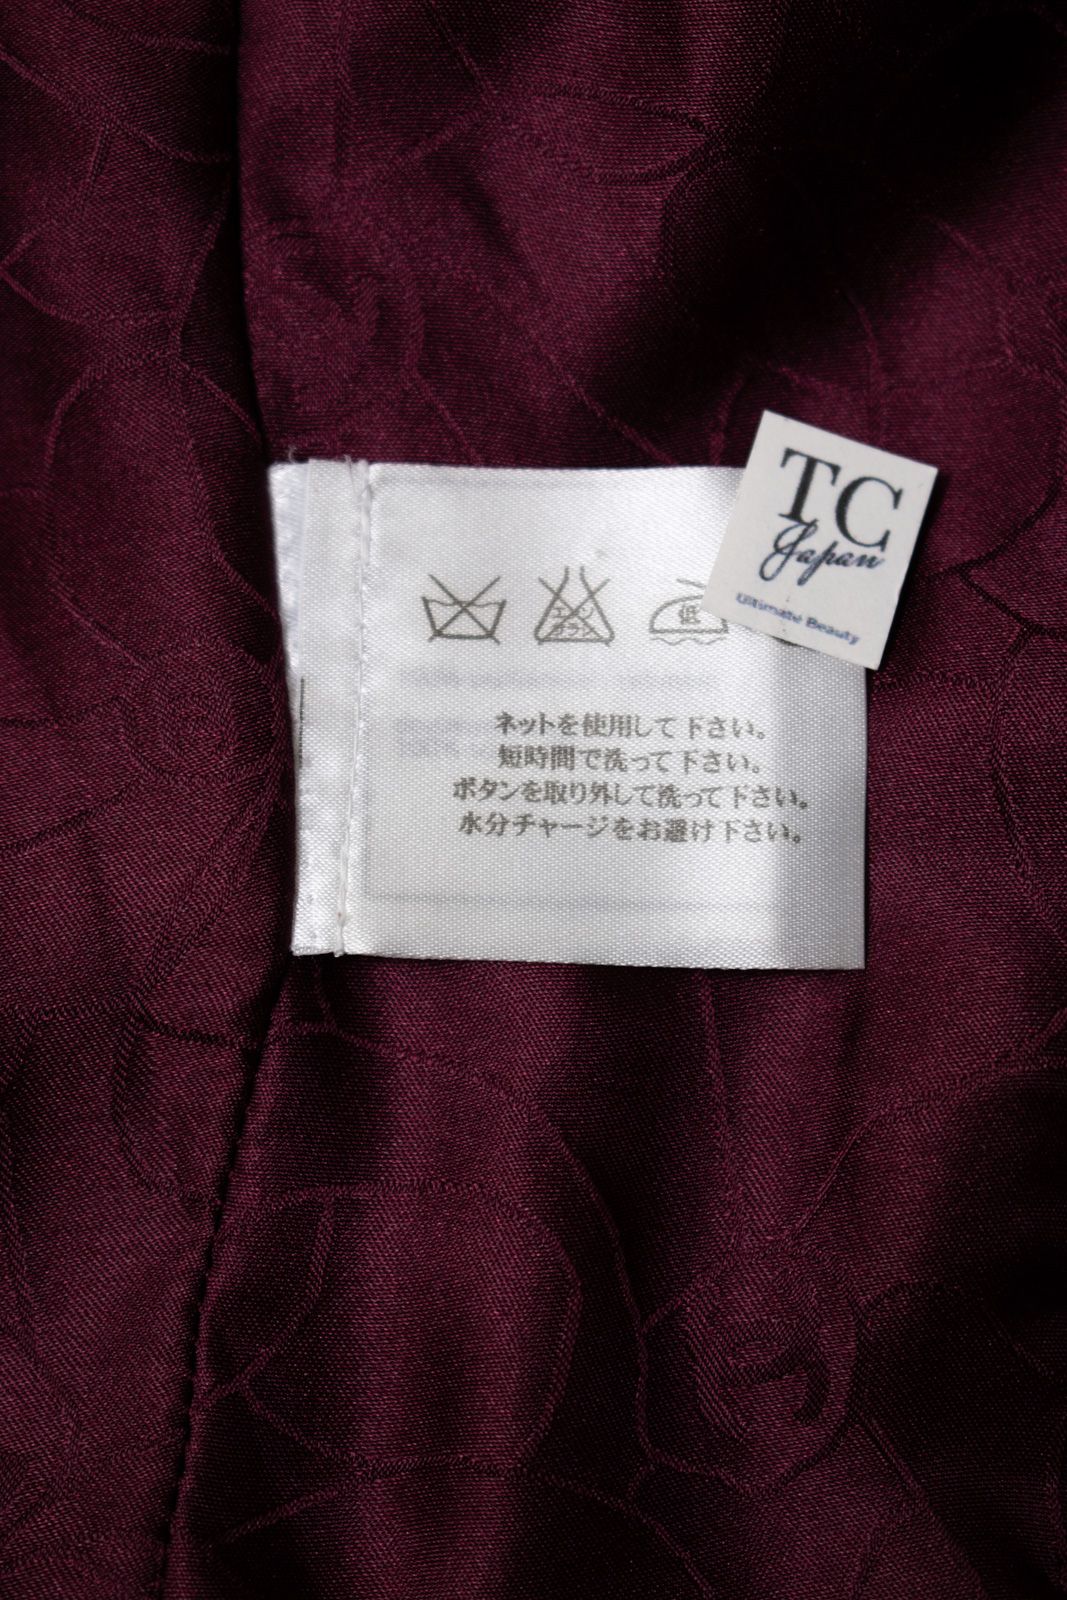 TC
Japan
Ultimate Beauty
低
ネットを使用して下さい。
短時間で洗って下さい。
ボタンを取り外して洗って下さい。
水分チャージをお避け下さい。